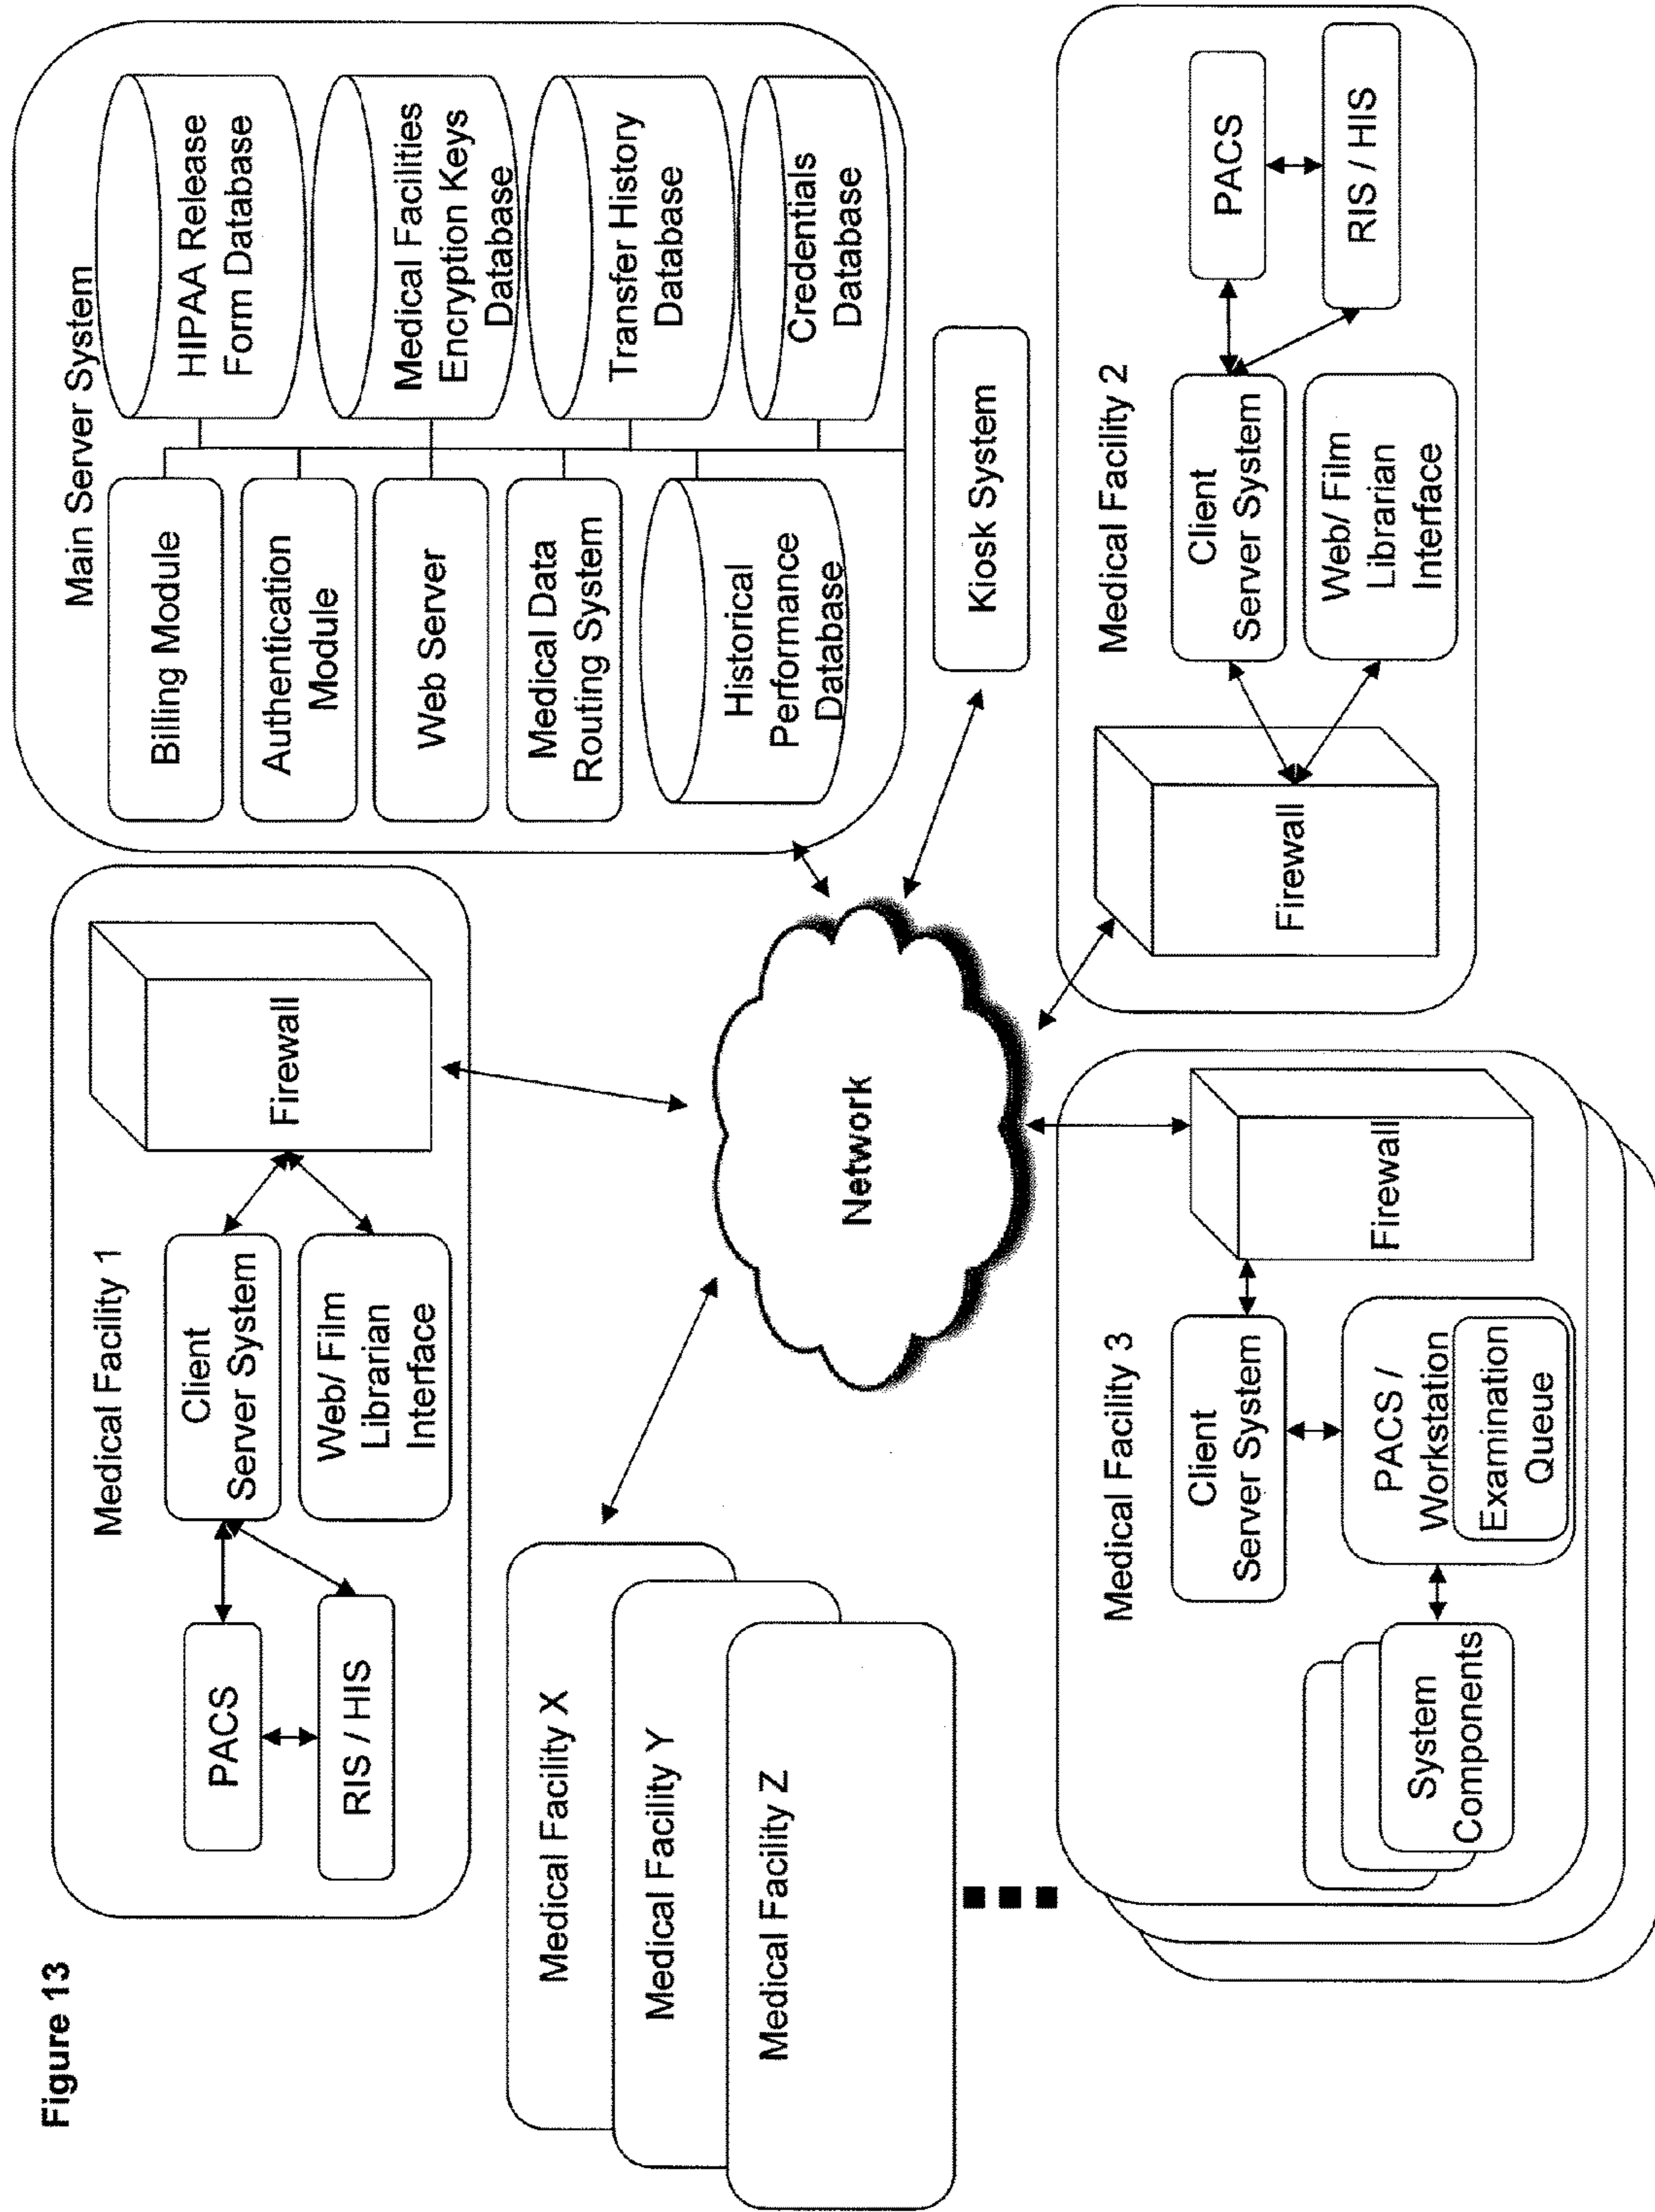 Figure 13
Medical Facility 1
PACS
RIS / HIS
Client
Server System
Web/ Film
Librarian
Interface
Firewall
Main Server System
Billing Module
Authentication
Module
Web Server
Medical Data
Routing System
Historical
Performance
Database
HIPAA Release
Form Database
Medical Facilities
Encryption Keys
Database
Transfer History
Database
Credentials
Database
Medical Facility X
Medical Facility Y
Medical Facility Z
Network
Kiosk System
Medical Facility 3
System
Components
Client
Server System
PACS /
Workstation
Examination
Queue
Firewall
Medical Facility 2
Firewall
Client
Server System
Web/ Film
Librarian
Interface
PACS
RIS / HIS